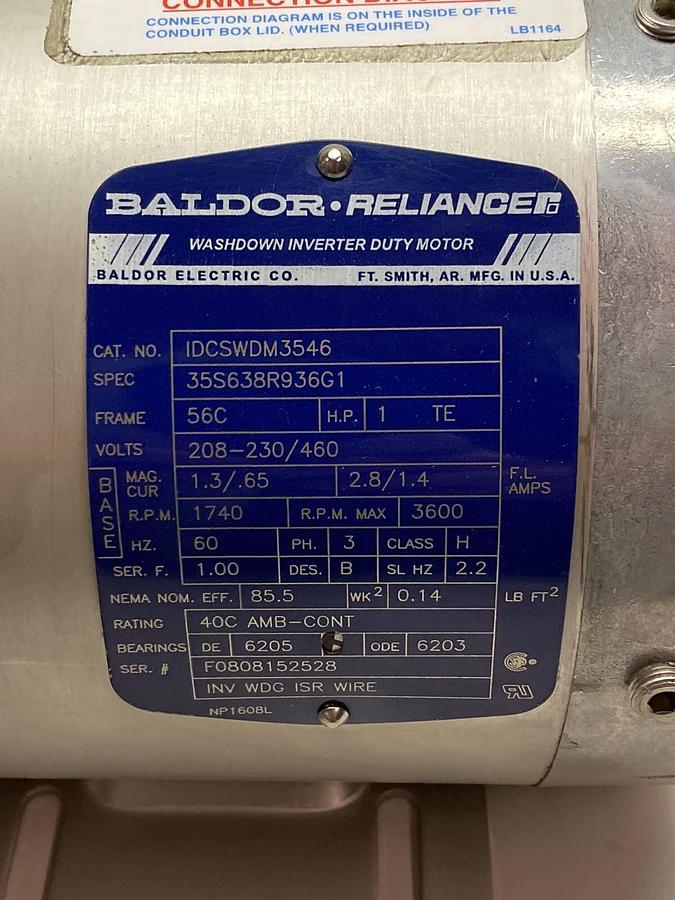 CONNECTION
CONNECTION DIAGRAM IS ON THE INSIDE OF THE
CONDUIT BOX LID. (WHEN REQUIRED) LB1164
BALDOR • RELIANCE
WASHDOWN INVERTER DUTY MOTOR
BALDOR ELECTRIC CO. FT. SMITH, AR. MFG. IN U.S.A.
CAT. NO. IDCSWDM3546
SPEC 35S638R936G1
FRAME 56C H.P. 1 TE
VOLTS 208-230/460
BASE
MAG. CUR 1.3/.65 2.8/1.4 F.L. AMPS
R.P.M. 1740 R.P.M. MAX 3600
HZ. 60 PH. 3 CLASS H
SER. F. 1.00 DES. B SL HZ 2.2
NEMA NOM. EFF. 85.5 WK² 0.14 LB FT²
RATING 40C AMB-CONT
BEARINGS DE 6205 ODE 6203
SER. # F0808152528
INV WDG ISR WIRE
NP1608L